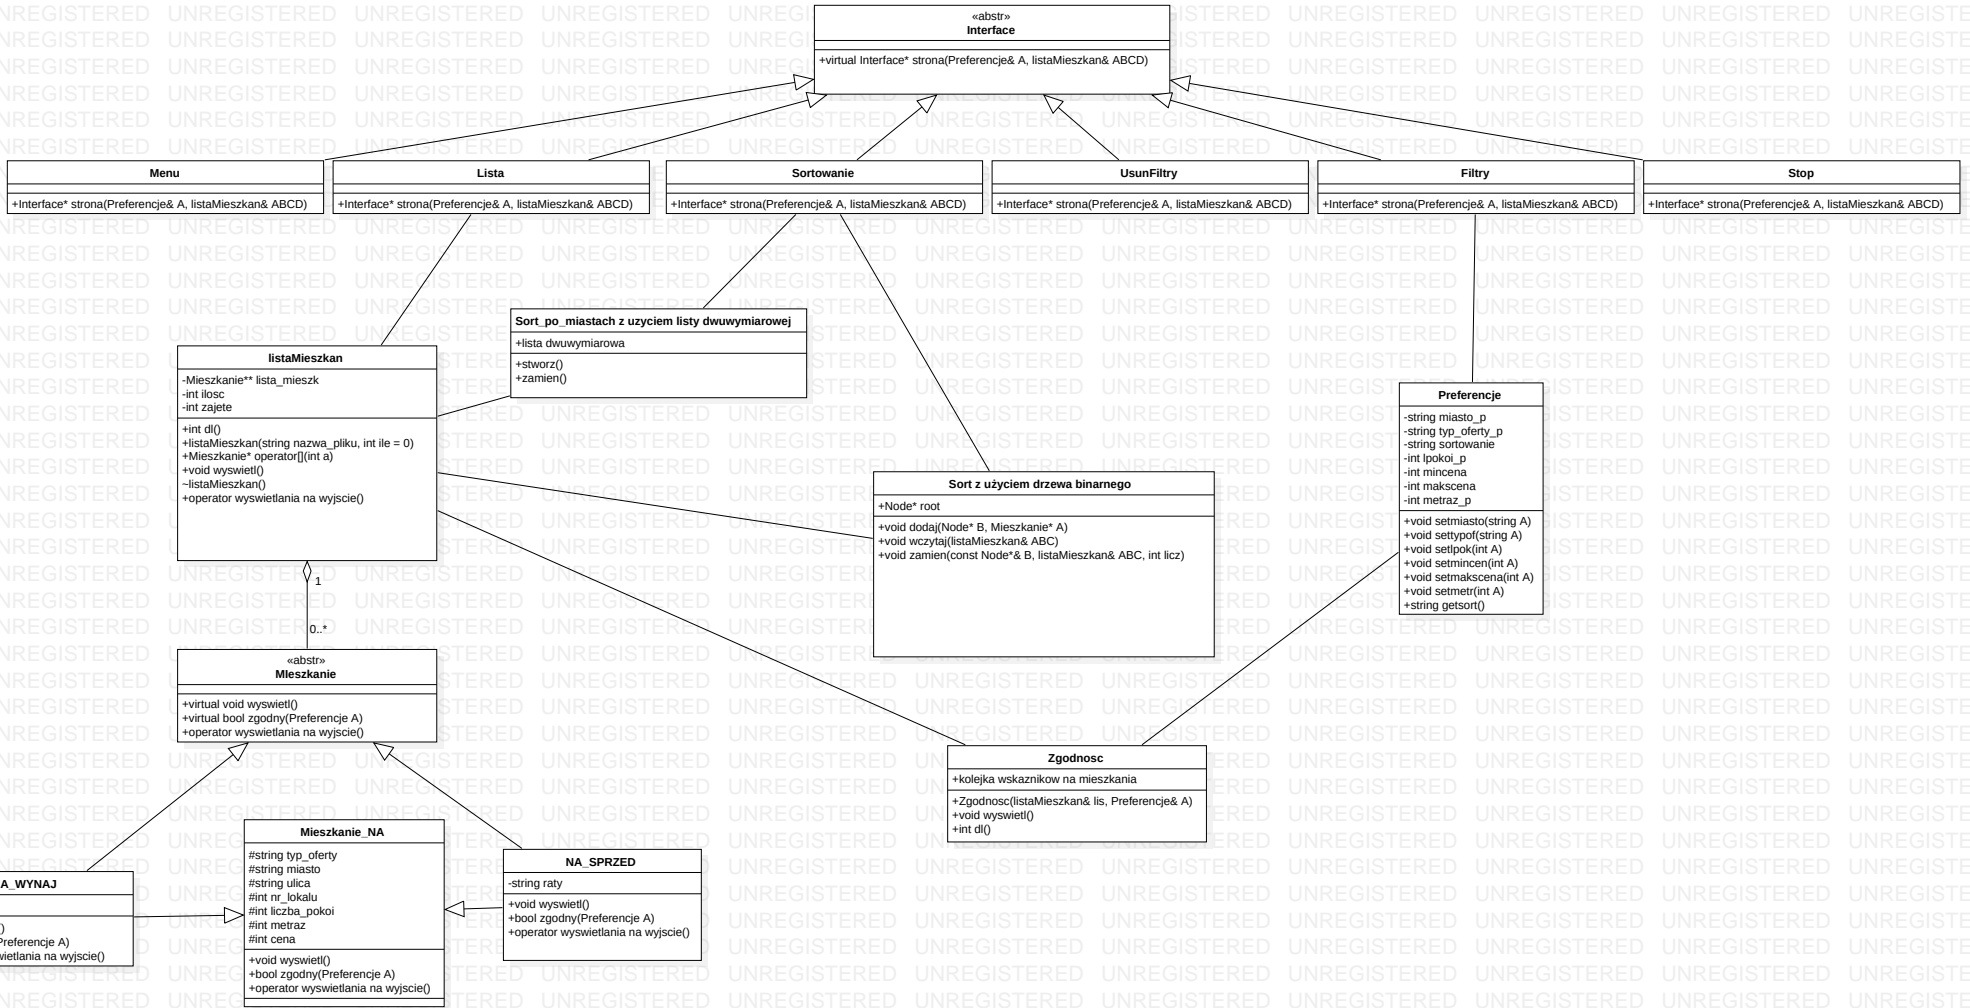 «abstr»
Interface
+virtual Interface* strona(Preferencje& A, listaMieszkan& ABCD)
Menu
+Interface* strona(Preferencje& A, listaMieszkan& ABCD)
Lista
+Interface* strona(Preferencje& A, listaMieszkan& ABCD)
Sortowanie
+Interface* strona(Preferencje& A, listaMieszkan& ABCD)
UsunFiltry
+Interface* strona(Preferencje& A, listaMieszkan& ABCD)
Filtry
+Interface* strona(Preferencje& A, listaMieszkan& ABCD)
Stop
+Interface* strona(Preferencje& A, listaMieszkan& ABCD)
Sort_po_miastach z uzyciem listy dwuwymiarowej
+lista dwuwymiarowa
+stworz()
+zamien()
listaMieszkan
-Mieszkanie** lista_mieszk
-int ilosc
-int zajete
+int dl()
+listaMieszkan(string nazwa_pliku, int ile = 0)
+Mieszkanie* operator[](int a)
+void wyswietl()
~listaMieszkan()
+operator wyswietlania na wyjscie()
Preferencje
-string miasto_p
-string typ_oferty_p
-string sortowanie
-int lpokoi_p
-int mincena
-int makscena
-int metraz_p
+void setmiasto(string A)
+void settypof(string A)
+void setlpok(int A)
+void setmincen(int A)
+void setmakscena(int A)
+void setmetr(int A)
+string getsort()
Sort z użyciem drzewa binarnego
+Node* root
+void dodaj(Node* B, Mieszkanie* A)
+void wczytaj(listaMieszkan& ABC)
+void zamien(const Node*& B, listaMieszkan& ABC, int licz)
1
0..*
«abstr»
MIeszkanie
+virtual void wyswietl()
+virtual bool zgodny(Preferencje A)
+operator wyswietlania na wyjscie()
Zgodnosc
+kolejka wskaznikow na mieszkania
+Zgodnosc(listaMieszkan& lis, Preferencje& A)
+void wyswietl()
+int dl()
Mieszkanie_NA
#string typ_oferty
#string miasto
#string ulica
#int nr_lokalu
#int liczba_pokoi
#int metraz
#int cena
+void wyswietl()
+bool zgodny(Preferencje A)
+operator wyswietlania na wyjscie()
NA_SPRZED
-string raty
+void wyswietl()
+bool zgodny(Preferencje A)
+operator wyswietlania na wyjscie()
A_WYNAJ
()
Preferencje A)
wietlania na wyjscie()
UNREGISTERED